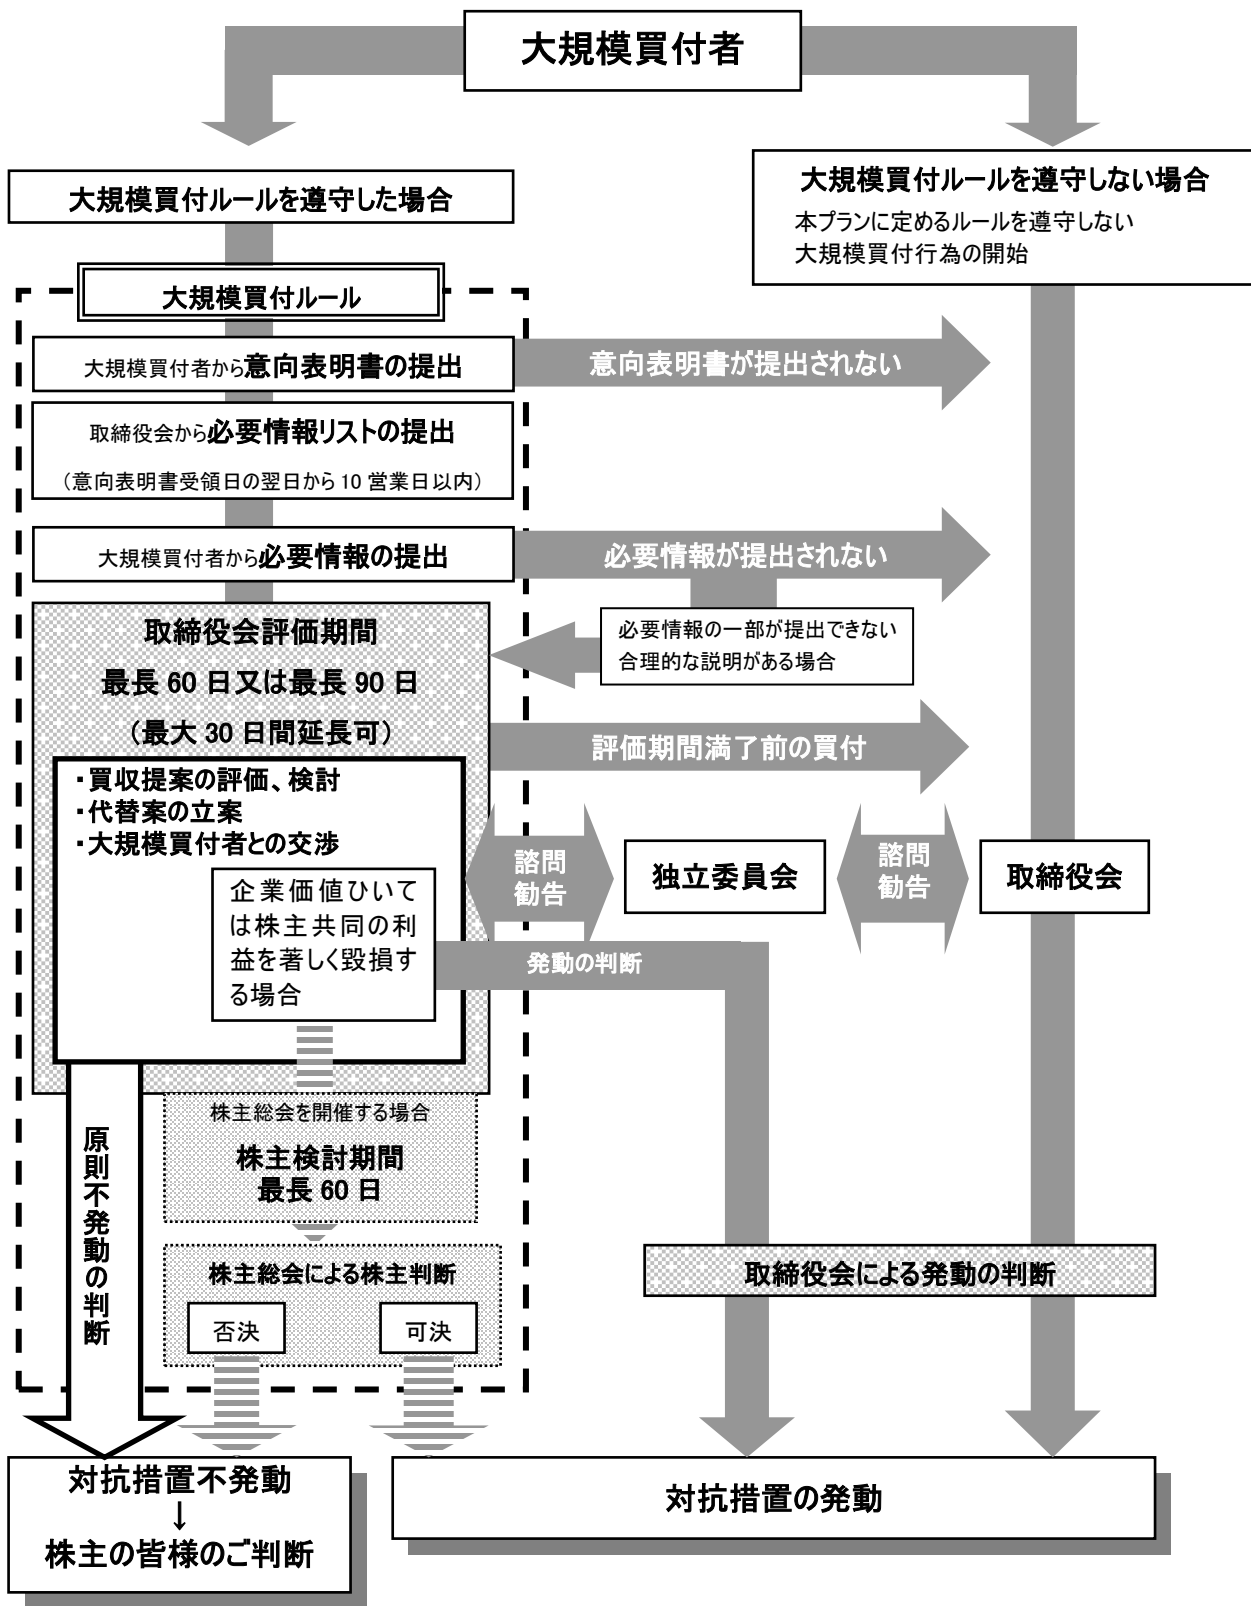 大規模買付者
大規模買付ルールを遵守した場合
大規模買付ルールを遵守しない場合
本プランに定めるルールを遵守しない
大規模買付行為の開始
大規模買付ルール
大規模買付者から意向表明書の提出
意向表明書が提出されない
取締役会から必要情報リストの提出
（意向表明書受領日の翌日から 10 営業日以内）
大規模買付者から必要情報の提出
必要情報が提出されない
必要情報の一部が提出できない
合理的な説明がある場合
取締役会評価期間
最長 60 日又は最長 90 日
（最大 30 日間延長可）
評価期間満了前の買付
・買収提案の評価、検討
・代替案の立案
・大規模買付者との交渉
諮問
勧告
独立委員会
諮問
勧告
取締役会
企業価値ひいて
は株主共同の利
益を著しく毀損す
る場合
発動の判断
原則不発動の判断
株主総会を開催する場合
株主検討期間
最長 60 日
株主総会による株主判断
否決
可決
取締役会による発動の判断
対抗措置不発動
↓
株主の皆様のご判断
対抗措置の発動